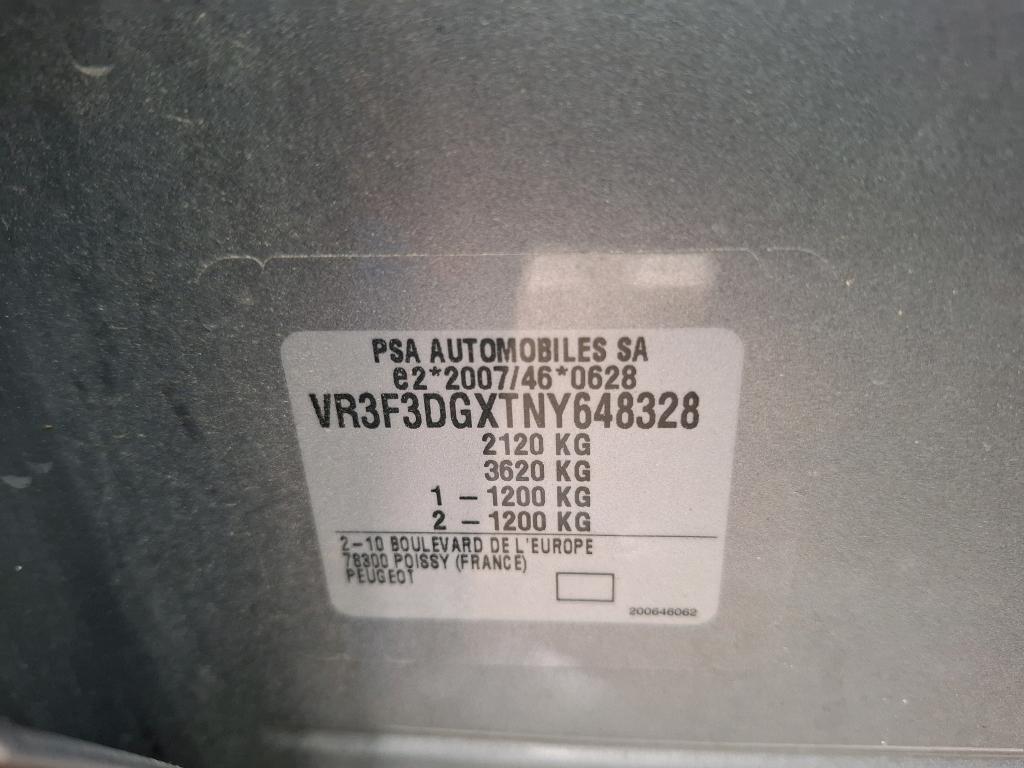 PSA AUTOMOBILES SA
e2*2007/46*0628
VR3F3DGXTNY648328
2120 KG
3620 KG
1 – 1200 KG
2 – 1200 KG
2–10 BOULEVARD DE L'EUROPE
78300 POISSY (FRANCE)
PEUGEOT
200646062